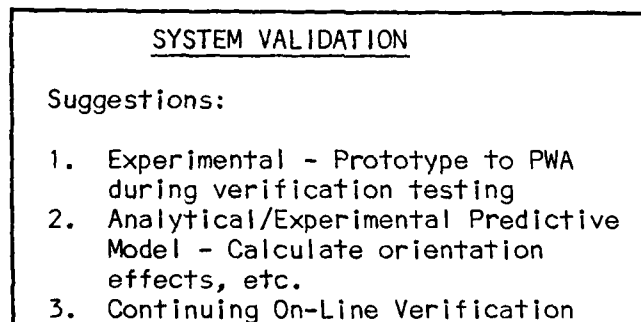 SYSTEM VALIDATION
Suggestions:
1. Experimental - Prototype to PWA
during verification testing
2. Analytical/Experimental Predictive
Model - Calculate orientation
effects, etc.
3. Continuing On-Line Verification